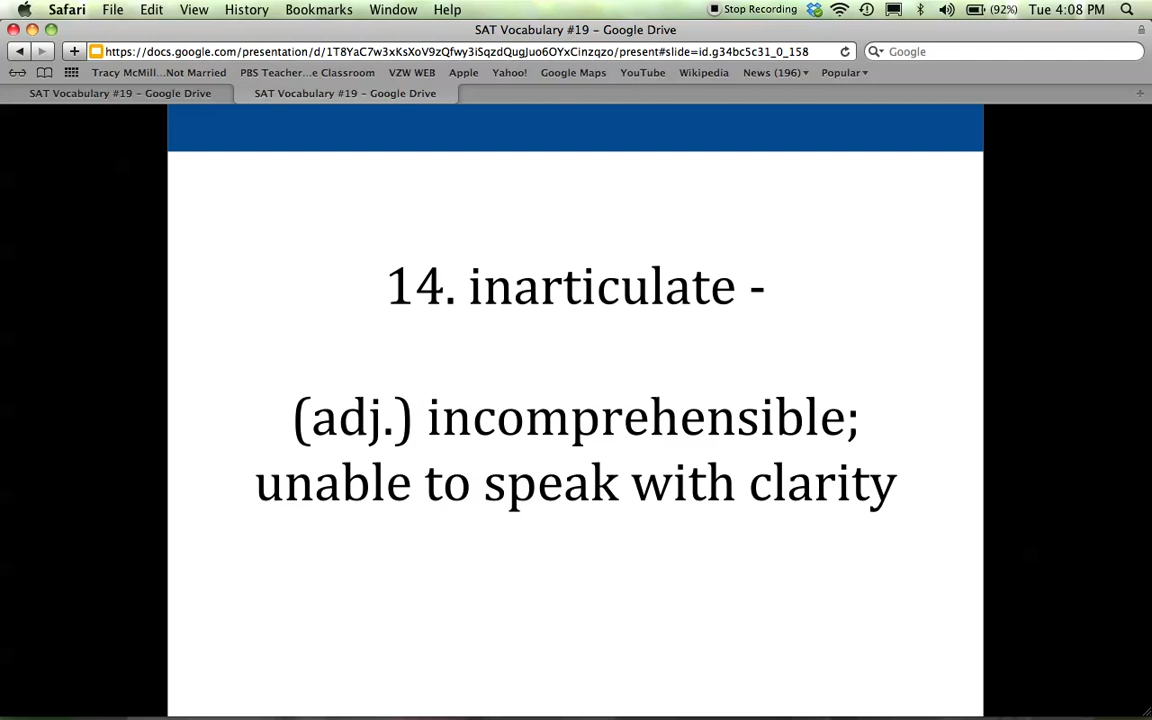 Safari File Edit View History Bookmarks Window Help Stop Recording (92%) Tue 4:08 PM
SAT Vocabulary #19 – Google Drive
https://docs.google.com/presentation/d/1T8YaC7w3xKsXoV9zQfwy3iSqzdQugJuo6OYxCinzqzo/present#slide=id.g34bc5c31_0_158 Google
Tracy McMill...Not Married PBS Teacher...e Classroom VZW WEB Apple Yahoo! Google Maps YouTube Wikipedia News (196) Popular
SAT Vocabulary #19 – Google Drive SAT Vocabulary #19 – Google Drive
14. inarticulate -
(adj.) incomprehensible;
unable to speak with clarity